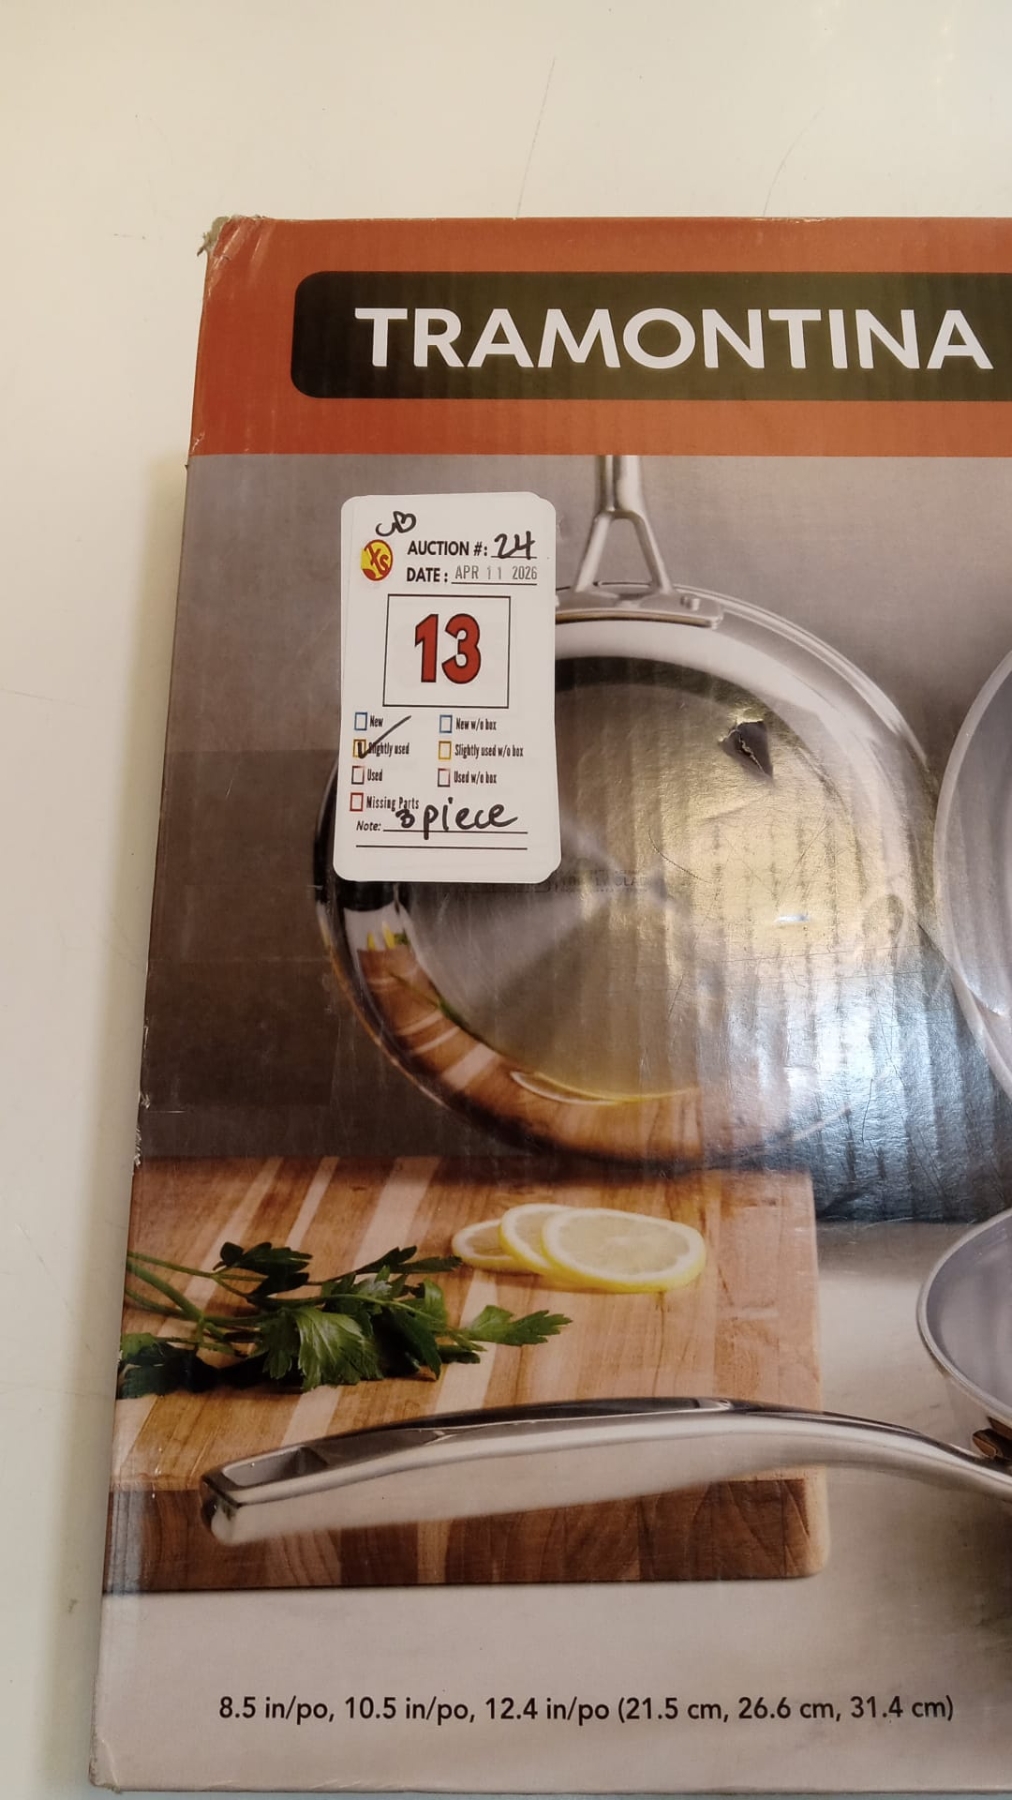 TRAMONTINA
CB
XS
AUCTION #: 24
DATE: APR 11 2026
13
New
New w/o box
Slightly used
Slightly used w/o box
Used
Used w/o box
Missing Parts
Note: 3 piece
8.5 in/po, 10.5 in/po, 12.4 in/po (21.5 cm, 26.6 cm, 31.4 cm)